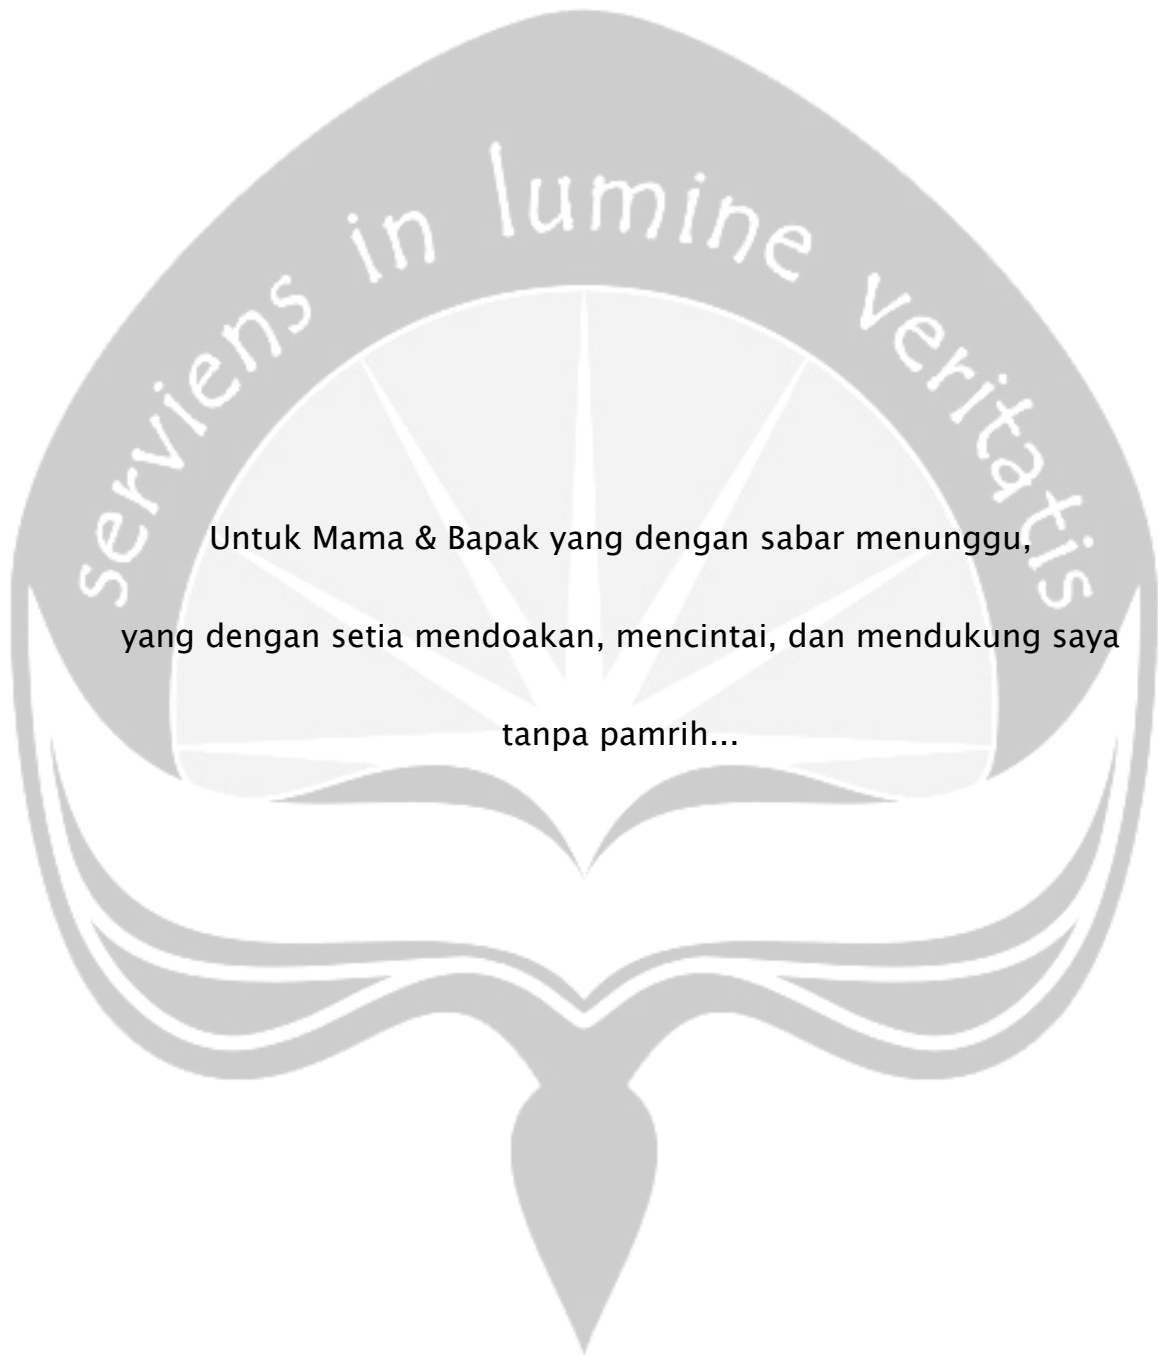 serviens in lumine veritatis
Untuk Mama & Bapak yang dengan sabar menunggu,
yang dengan setia mendoakan, mencintai, dan mendukung saya
tanpa pamrih...